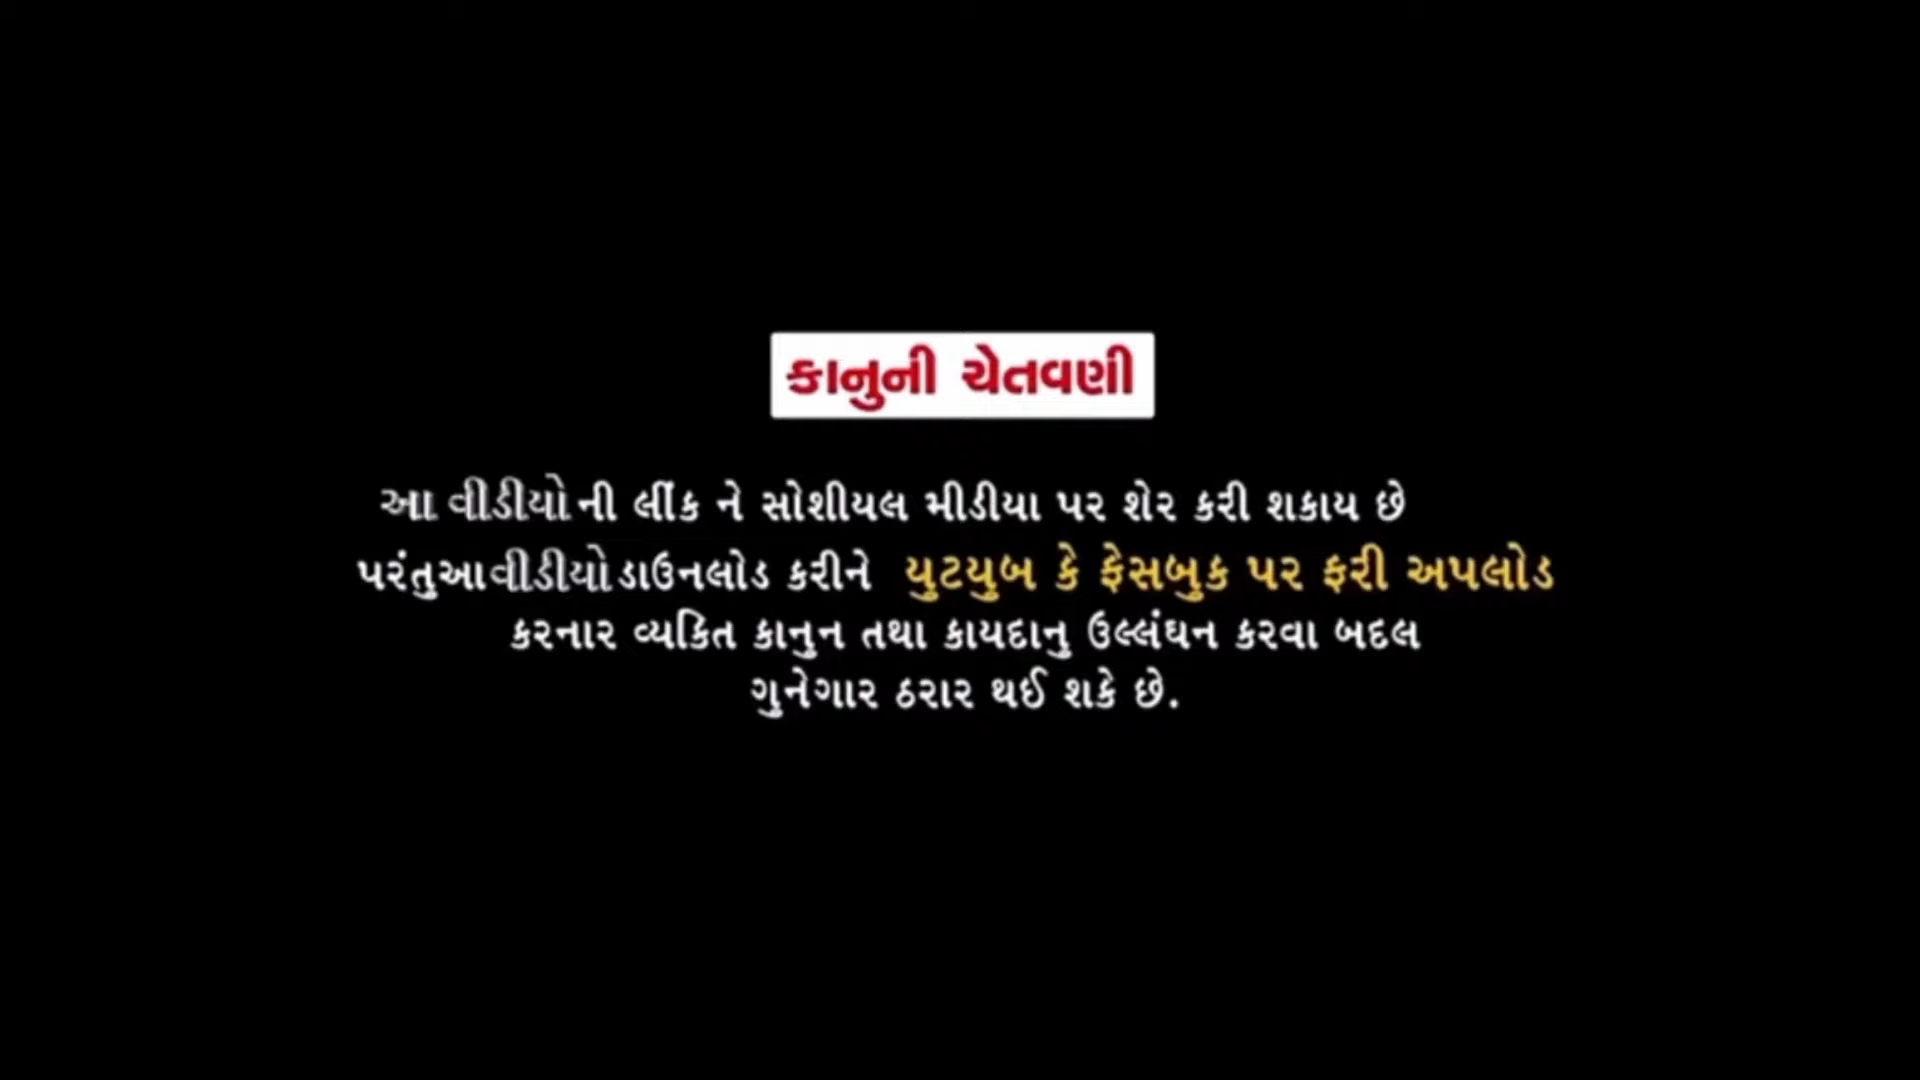 કાનુની ચેતવણી
આ વીડીયો ની લીંક ને સોશીયલ મીડીયા પર શેર કરી શકાય છે
પરંતુઆવીડીયો ડાઉનલોડ કરીને યુટયુબ કે ફેસબુક પર ફરી અપલોડ
કરનાર વ્યકિત કાનુન તથા કાયદાનુ ઉલ્લંઘન કરવા બદલ
ગુનેગાર ઠરાર થઈ શકે છે.